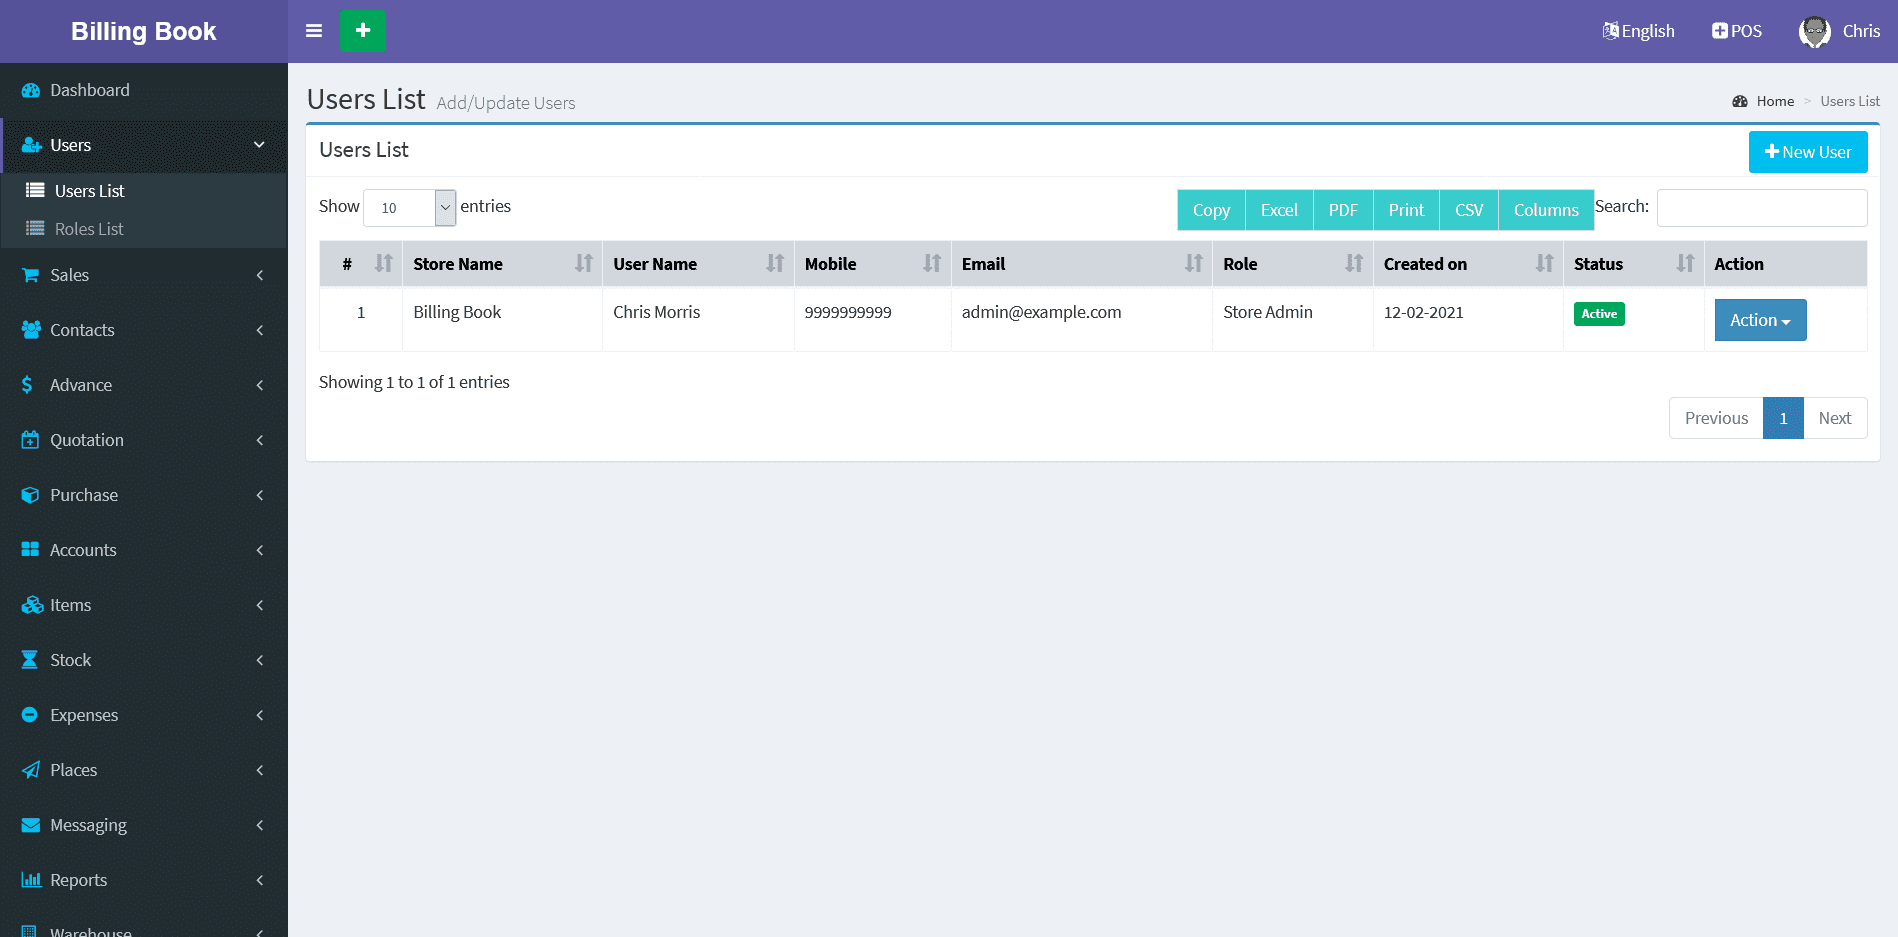 Billing Book
English
POS
Chris
Dashboard
Users
Users List
Roles List
Sales
Contacts
Advance
Quotation
Purchase
Accounts
Items
Stock
Expenses
Places
Messaging
Reports
Warehouse
Users List Add/Update Users
Home > Users List
Users List
New User
Show 10 entries
Copy Excel PDF Print CSV Columns Search:
# Store Name User Name Mobile Email Role Created on Status Action
1 Billing Book Chris Morris 9999999999 admin@example.com Store Admin 12-02-2021 Active Action
Showing 1 to 1 of 1 entries
Previous 1 Next